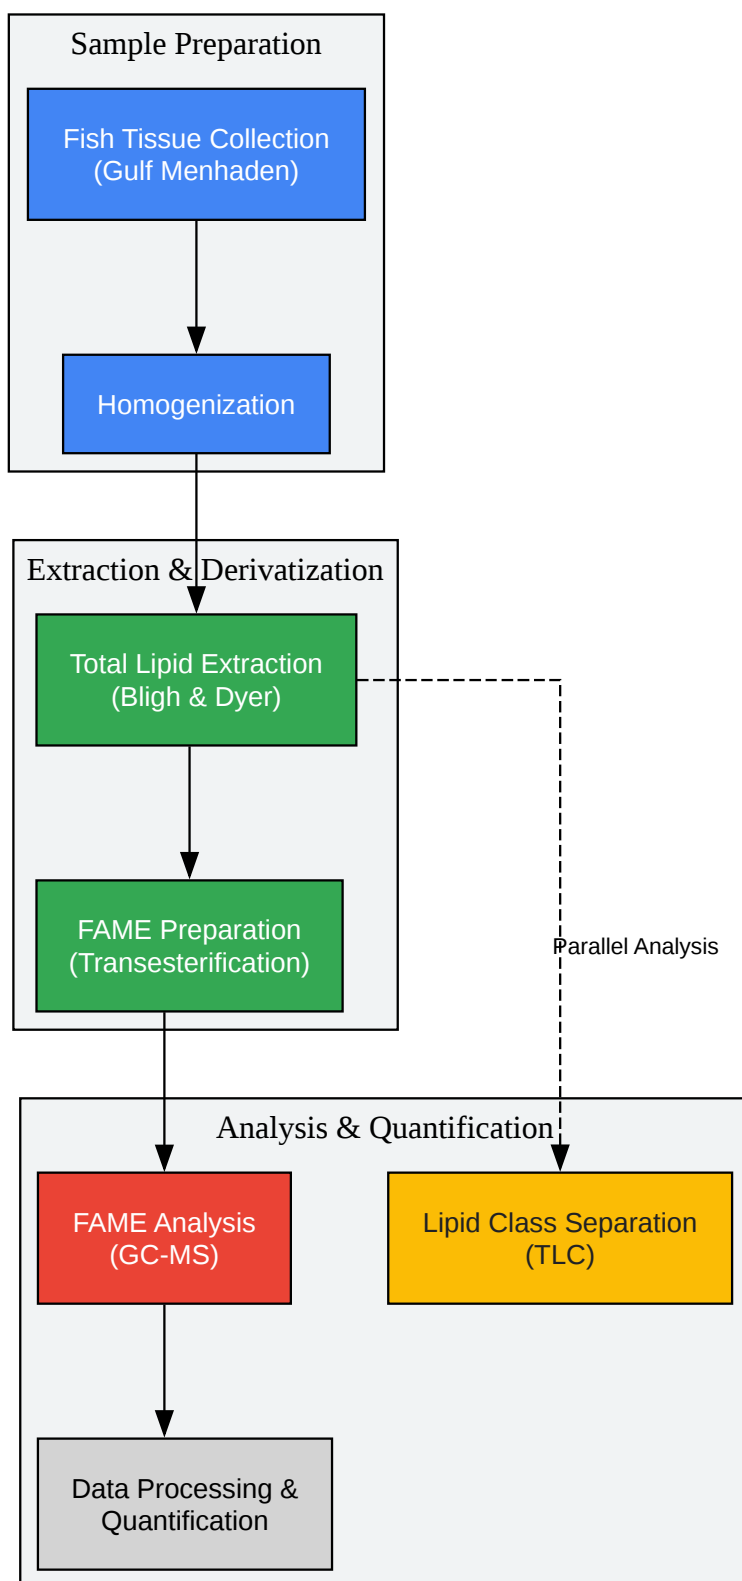 Sample Preparation
Fish Tissue Collection
(Gulf Menhaden)
Homogenization
Extraction & Derivatization
Total Lipid Extraction
(Bligh & Dyer)
FAME Preparation
(Transesterification)
Parallel Analysis
Analysis & Quantification
FAME Analysis
(GC-MS)
Lipid Class Separation
(TLC)
Data Processing &
Quantification